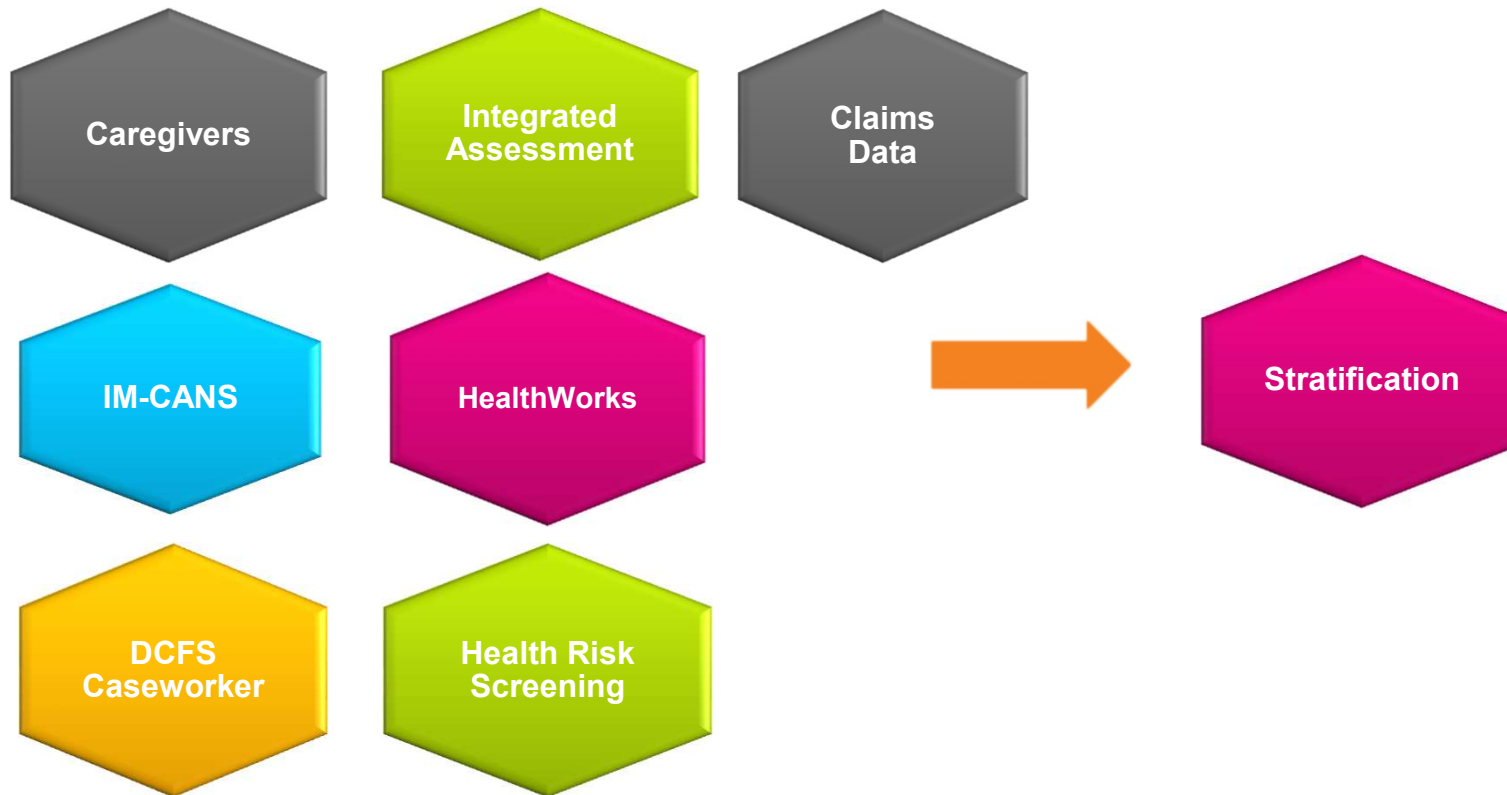 Caregivers
Integrated
Assessment
Claims
Data
IM-CANS
HealthWorks
Stratification
DCFS
Caseworker
Health Risk
Screening